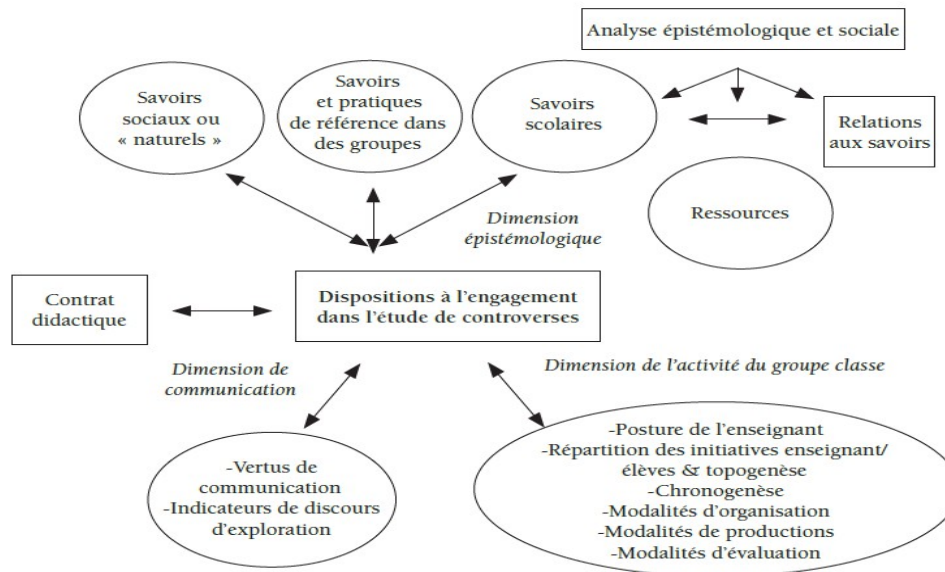 Analyse épistémologique et sociale
Savoirs
sociaux ou
« naturels »
Savoirs
et pratiques
de référence dans
des groupes
Savoirs
scolaires
Relations
aux savoirs
Ressources
Dimension
épistémologique
Contrat
didactique
Dispositions à l'engagement
dans l'étude de controverses
Dimension de
communication
Dimension de l'activité du groupe classe
-Vertus de
communication
-Indicateurs de discours
d'exploration
-Posture de l'enseignant
-Répartition des initiatives enseignant/
élèves & topogenèse
-Chronogenèse
-Modalités d'organisation
-Modalités de productions
-Modalités d'évaluation